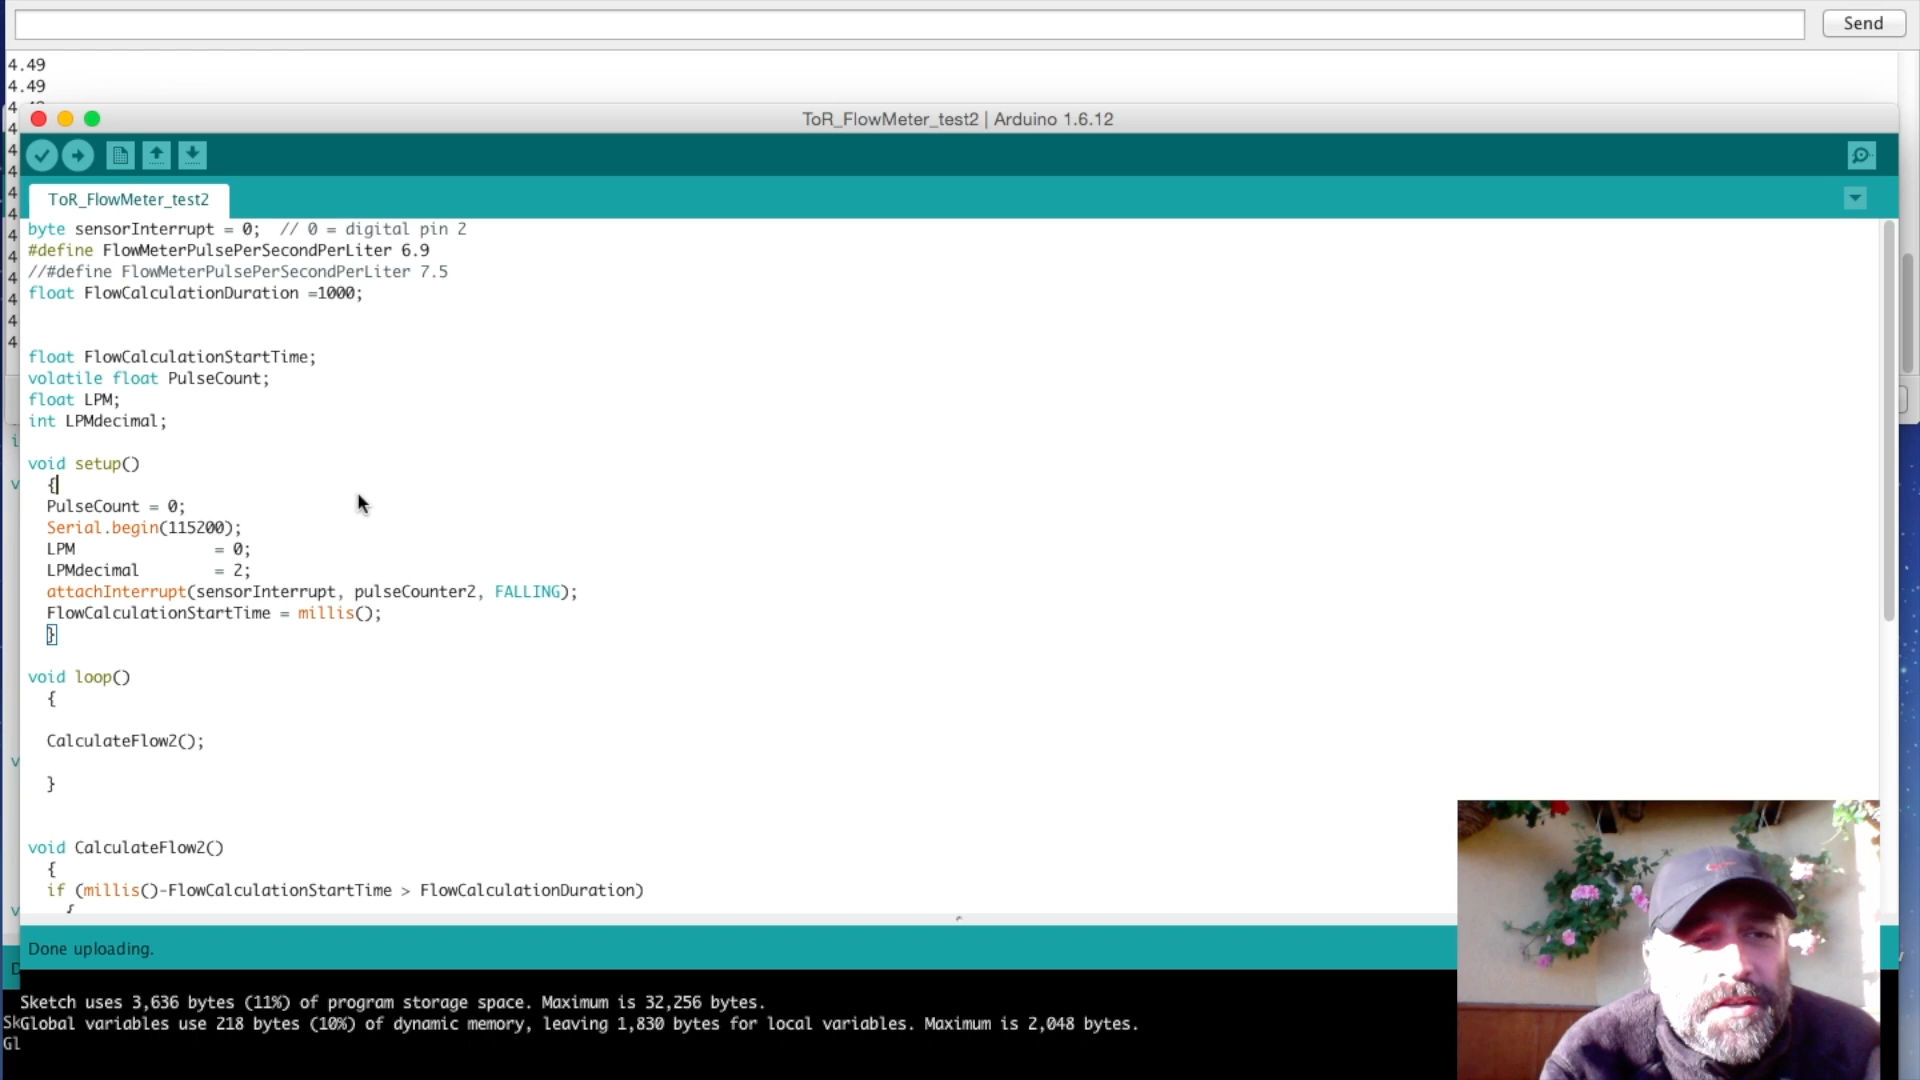 Send
4.49
4.49
ToR_FlowMeter_test2 | Arduino 1.6.12
ToR_FlowMeter_test2
byte sensorInterrupt = 0;  // 0 = digital pin 2
#define FlowMeterPulsePerSecondPerLiter 6.9
//#define FlowMeterPulsePerSecondPerLiter 7.5
float FlowCalculationDuration =1000;
float FlowCalculationStartTime;
volatile float PulseCount;
float LPM;
int LPMdecimal;
void setup()
{
PulseCount = 0;
Serial.begin(115200);
LPM               = 0;
LPMdecimal        = 2;
attachInterrupt(sensorInterrupt, pulseCounter2, FALLING);
FlowCalculationStartTime = millis();
}
void loop()
{
CalculateFlow2();
}
void CalculateFlow2()
{
if (millis()-FlowCalculationStartTime > FlowCalculationDuration)
{
Done uploading.
Sketch uses 3,636 bytes (11%) of program storage space. Maximum is 32,256 bytes.
Global variables use 218 bytes (10%) of dynamic memory, leaving 1,830 bytes for local variables. Maximum is 2,048 bytes.
Gl